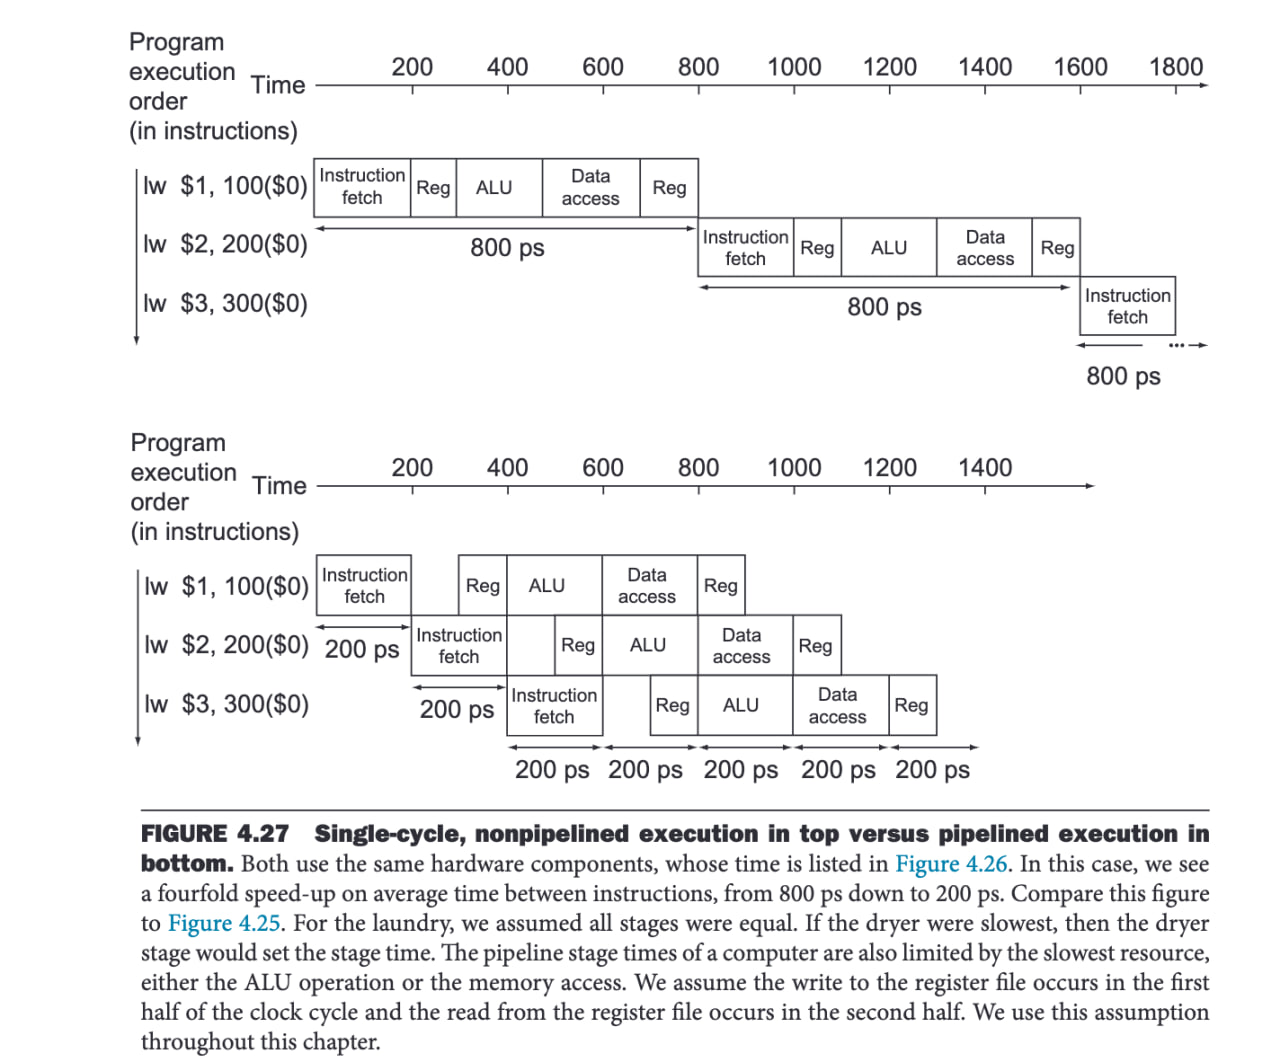 Program
execution
order
(in instructions)
Time
200 400 600 800 1000 1200 1400 1600 1800
lw $1, 100($0)
Instruction
fetch
Reg
ALU
Data
access
Reg
800 ps
lw $2, 200($0)
Instruction
fetch
Reg
ALU
Data
access
Reg
800 ps
lw $3, 300($0)
Instruction
fetch
...
800 ps
Program
execution
order
(in instructions)
Time
200 400 600 800 1000 1200 1400
lw $1, 100($0)
Instruction
fetch
Reg
ALU
Data
access
Reg
200 ps
lw $2, 200($0)
Instruction
fetch
Reg
ALU
Data
access
Reg
200 ps
lw $3, 300($0)
Instruction
fetch
Reg
ALU
Data
access
Reg
200 ps 200 ps 200 ps 200 ps 200 ps
FIGURE 4.27 Single-cycle, nonpipelined execution in top versus pipelined execution in
bottom. Both use the same hardware components, whose time is listed in Figure 4.26. In this case, we see
a fourfold speed-up on average time between instructions, from 800 ps down to 200 ps. Compare this figure
to Figure 4.25. For the laundry, we assumed all stages were equal. If the dryer were slowest, then the dryer
stage would set the stage time. The pipeline stage times of a computer are also limited by the slowest resource,
either the ALU operation or the memory access. We assume the write to the register file occurs in the first
half of the clock cycle and the read from the register file occurs in the second half. We use this assumption
throughout this chapter.